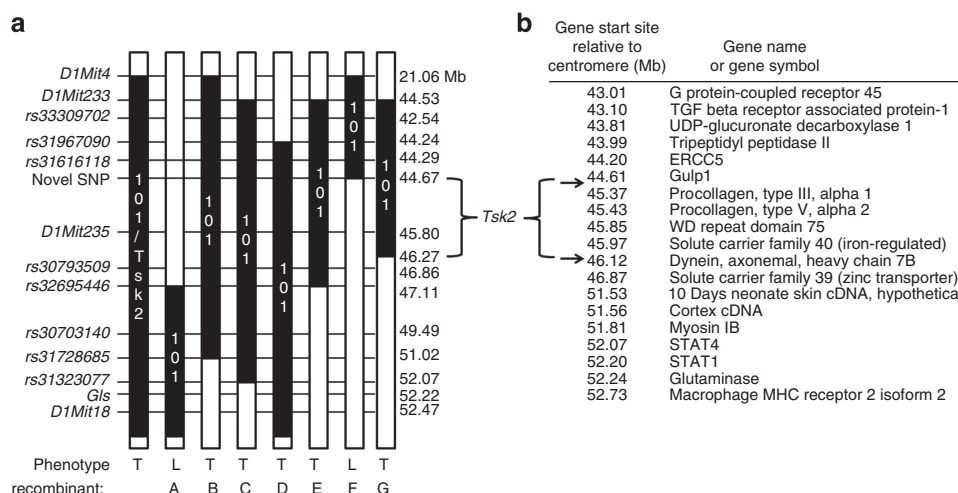 a
D1Mit4
D1Mit233
rs33309702
rs31967090
rs31616118
Novel SNP
D1Mit235
rs30793509
rs32695446
rs30703140
rs31728685
rs31323077
Gls
D1Mit18
101/Tsk2
101
101
101
101
101
101
101
21.06 Mb
44.53
42.54
44.24
44.29
44.67
45.80
46.27
46.86
47.11
49.49
51.02
52.07
52.22
52.47
Phenotype T L T T T T L T
recombinant: A B C D E F G
Tsk2
b
Gene start site relative to centromere (Mb)
Gene name or gene symbol
43.01 G protein-coupled receptor 45
43.10 TGF beta receptor associated protein-1
43.81 UDP-glucuronate decarboxylase 1
43.99 Tripeptidyl peptidase II
44.20 ERCC5
44.61 Gulp1
45.37 Procollagen, type III, alpha 1
45.43 Procollagen, type V, alpha 2
45.85 WD repeat domain 75
45.97 Solute carrier family 40 (iron-regulated)
46.12 Dynein, axonemal, heavy chain 7B
46.87 Solute carrier family 39 (zinc transporter)
51.53 10 Days neonate skin cDNA, hypothetica
51.56 Cortex cDNA
51.81 Myosin IB
52.07 STAT4
52.20 STAT1
52.24 Glutaminase
52.73 Macrophage MHC receptor 2 isoform 2